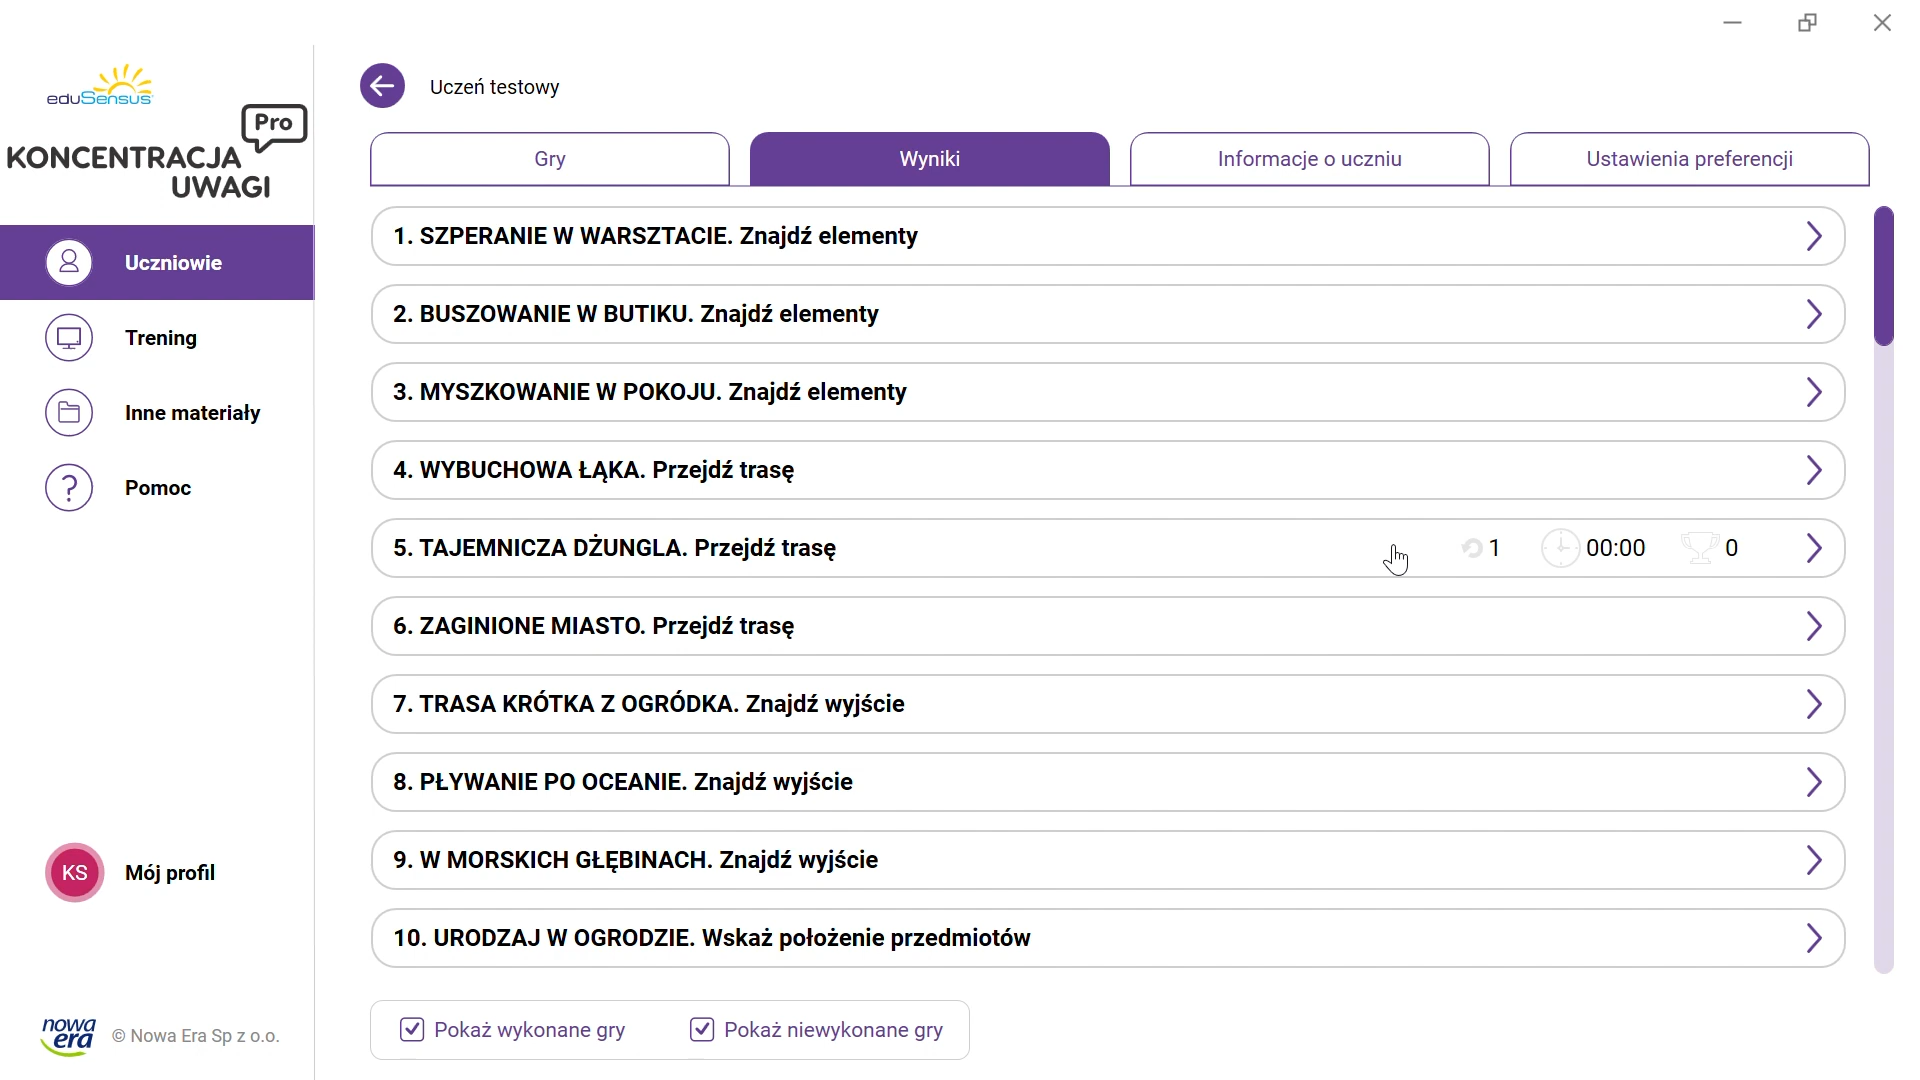 eduSensus
Pro
KONCENTRACJA
UWAGI
Uczniowie
Trening
Inne materiały
Pomoc
KS
Mój profil
nowa
era
© Nowa Era Sp z o.o.
Uczeń testowy
Gry
Wyniki
Informacje o uczniu
Ustawienia preferencji
1. SZPERANIE W WARSZTACIE. Znajdź elementy
2. BUSZOWANIE W BUTIKU. Znajdź elementy
3. MYSZKOWANIE W POKOJU. Znajdź elementy
4. WYBUCHOWA ŁĄKA. Przejdź trasę
5. TAJEMNICZA DŻUNGLA. Przejdź trasę 1 00:00 0
6. ZAGINIONE MIASTO. Przejdź trasę
7. TRASA KRÓTKA Z OGRÓDKA. Znajdź wyjście
8. PŁYWANIE PO OCEANIE. Znajdź wyjście
9. W MORSKICH GŁĘBINACH. Znajdź wyjście
10. URODZAJ W OGRODZIE. Wskaż położenie przedmiotów
Pokaż wykonane gry
Pokaż niewykonane gry